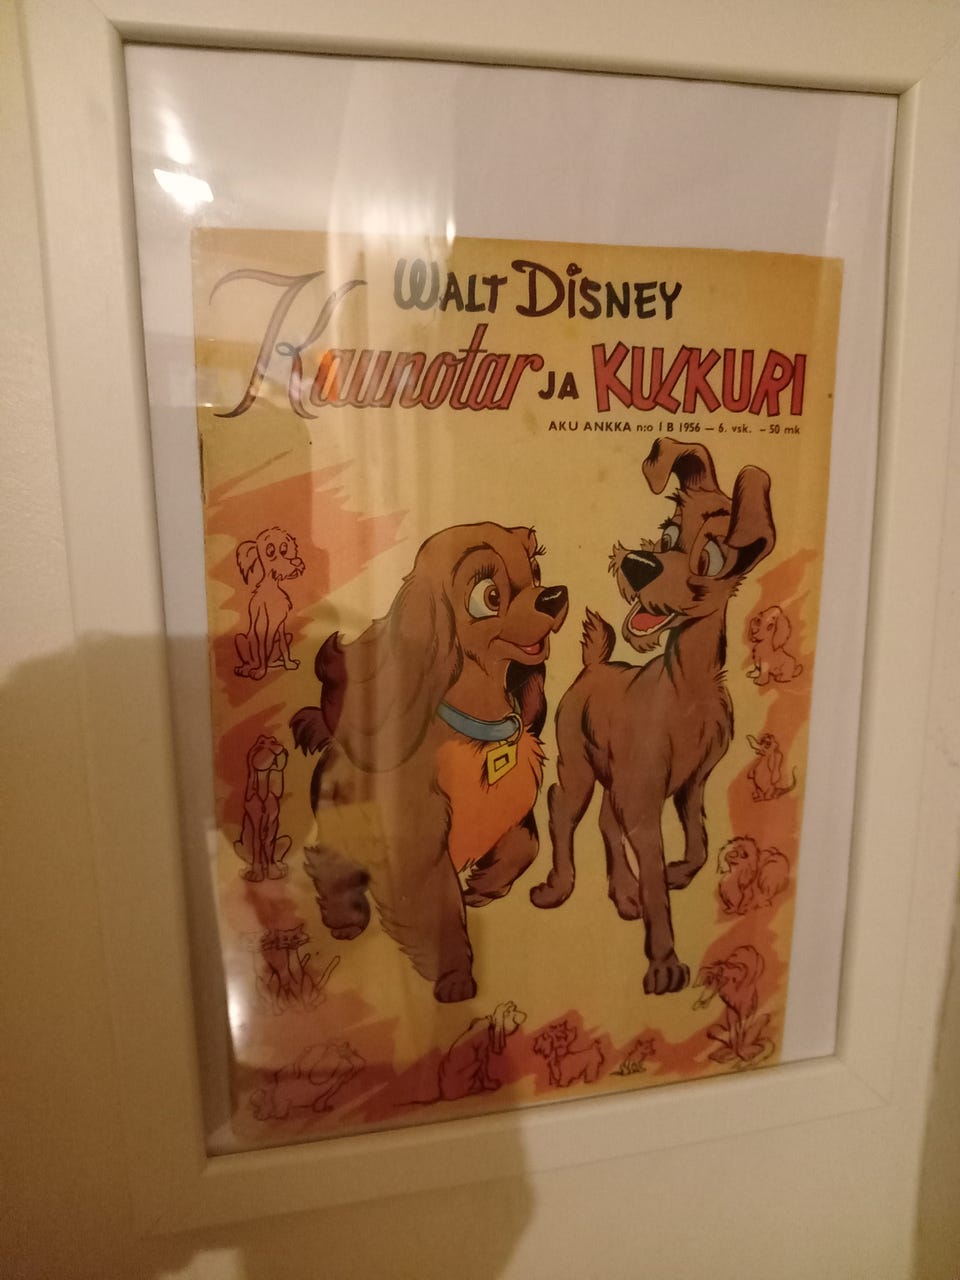 WALT DISNEY
Kaunotar JA KULKURI
AKU ANKKA n:o 1 B 1956 — 6. vsk. – 50 mk